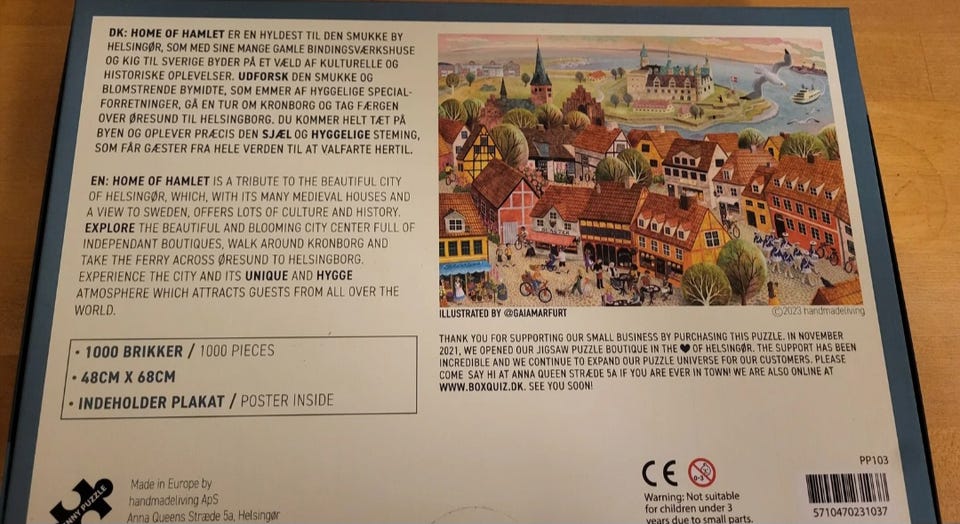 DK: HOME OF HAMLET ER EN HYLDEST TIL DEN SMUKKE BY
HELSINGØR, SOM MED SINE MANGE GAMLE BINDINGSVÆRKSHUSE
OG KIG TIL SVERIGE BYDER PÅ ET VÆLD AF KULTURELLE OG
HISTORISKE OPLEVELSER. UDFORSK DEN SMUKKE OG
BLOMSTRENDE BYMIDTE, SOM EMMER AF HYGGELIGE SPECIAL-
FORRETNINGER, GÅ EN TUR OM KRONBORG OG TAG FÆRGEN
OVER ØRESUND TIL HELSINGBORG. DU KOMMER HELT TÆT PÅ
BYEN OG OPLEVER PRÆCIS DEN SJÆL OG HYGGELIGE STEMING,
SOM FÅR GÆSTER FRA HELE VERDEN TIL AT VALFARTE HERTIL.
EN: HOME OF HAMLET IS A TRIBUTE TO THE BEAUTIFUL CITY
OF HELSINGØR, WHICH, WITH ITS MANY MEDIEVAL HOUSES AND
A VIEW TO SWEDEN, OFFERS LOTS OF CULTURE AND HISTORY.
EXPLORE THE BEAUTIFUL AND BLOOMING CITY CENTER FULL OF
INDEPENDANT BOUTIQUES, WALK AROUND KRONBORG AND
TAKE THE FERRY ACROSS ØRESUND TO HELSINGBORG.
EXPERIENCE THE CITY AND ITS UNIQUE AND HYGGE
ATMOSPHERE WHICH ATTRACTS GUESTS FROM ALL OVER THE
WORLD.
• 1000 BRIKKER / 1000 PIECES
• 48CM X 68CM
• INDEHOLDER PLAKAT / POSTER INSIDE
ILLUSTRATED BY @GAIAMARFURT
©2023 handmadeliving
THANK YOU FOR SUPPORTING OUR SMALL BUSINESS BY PURCHASING THIS PUZZLE. IN NOVEMBER
2021, WE OPENED OUR JIGSAW PUZZLE BOUTIQUE IN THE ♥ OF HELSINGØR. THE SUPPORT HAS BEEN
INCREDIBLE AND WE CONTINUE TO EXPAND OUR PUZZLE UNIVERSE FOR OUR CUSTOMERS. PLEASE
COME SAY HI AT ANNA QUEEN STRÆDE 5A IF YOU ARE EVER IN TOWN! WE ARE ALSO ONLINE AT
WWW.BOXQUIZ.DK. SEE YOU SOON!
PUZZLE
Made in Europe by
handmadeliving ApS
Anna Queens Stræde 5a, Helsingør
CE
0-3
Warning: Not suitable
for children under 3
years due to small parts.
PP103
5710470231037